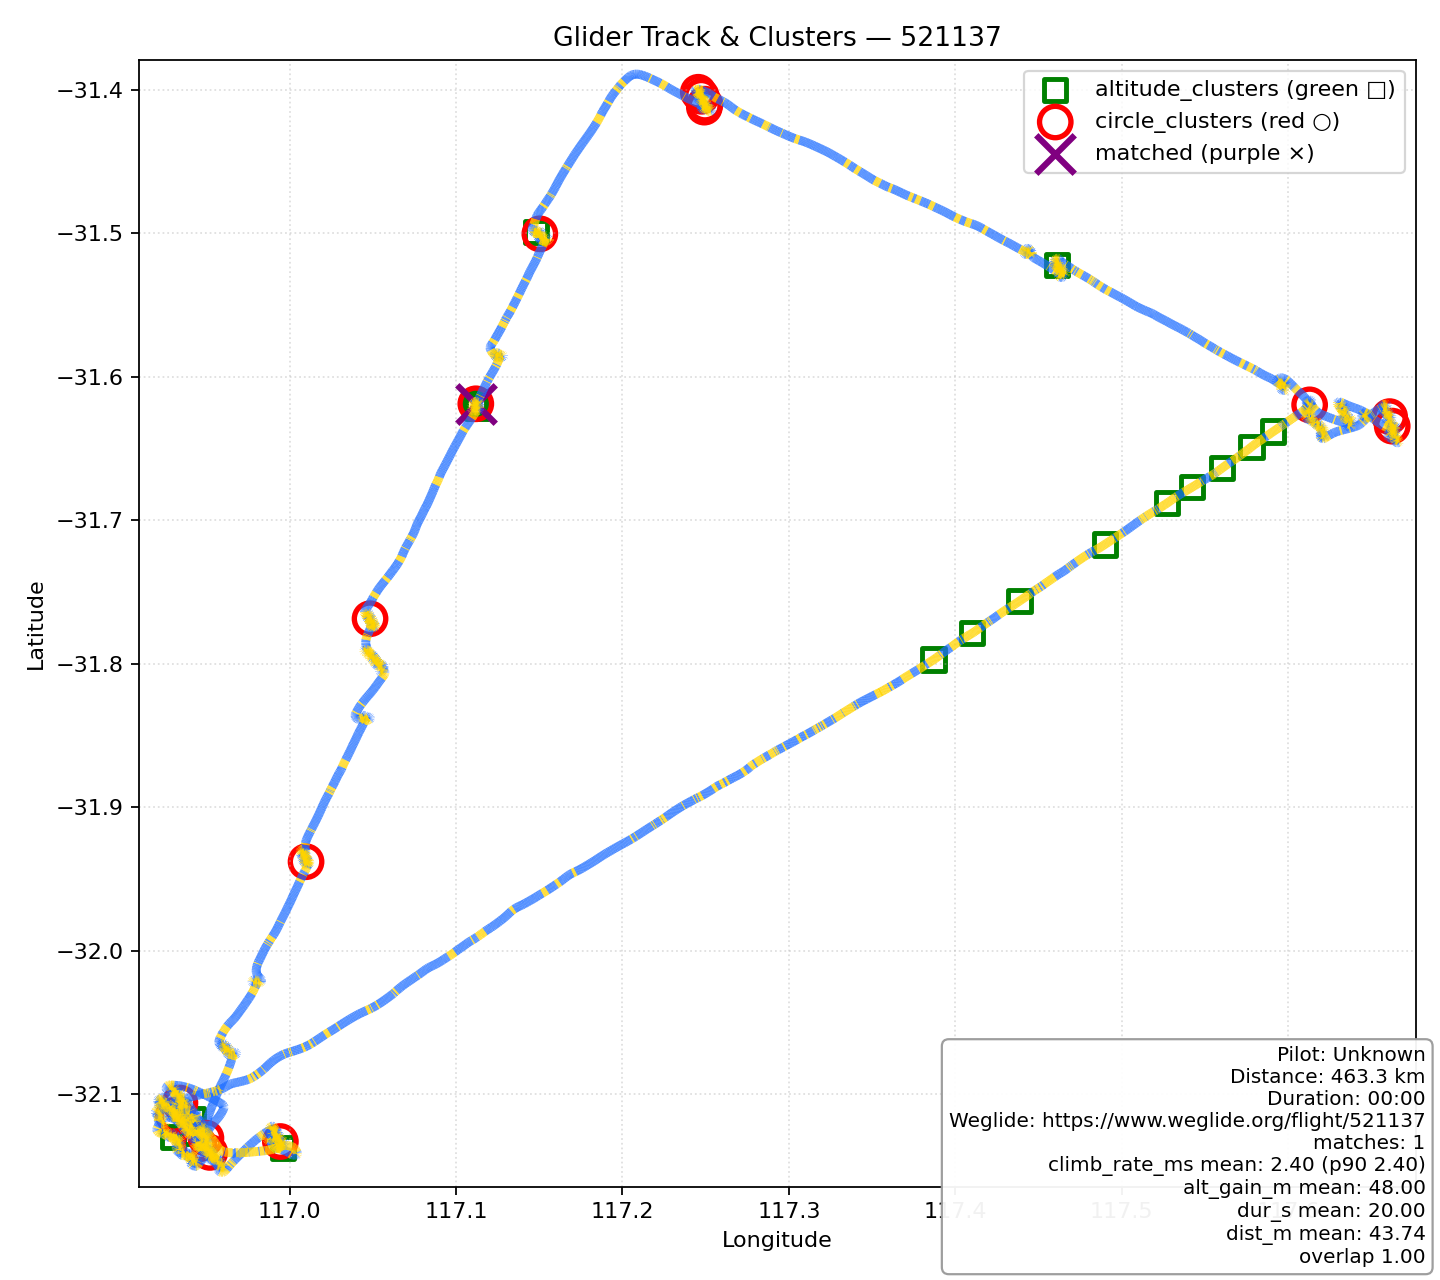 Glider Track & Clusters — 521137
altitude_clusters (green □)
circle_clusters (red ○)
matched (purple ×)
−31.4
−31.5
−31.6
−31.7
−31.8
−31.9
−32.0
−32.1
Latitude
117.0
117.1
117.2
117.3
117.4
117.5
Longitude
Pilot: Unknown
Distance: 463.3 km
Duration: 00:00
Weglide: https://www.weglide.org/flight/521137
matches: 1
climb_rate_ms mean: 2.40 (p90 2.40)
alt_gain_m mean: 48.00
dur_s mean: 20.00
dist_m mean: 43.74
overlap 1.00